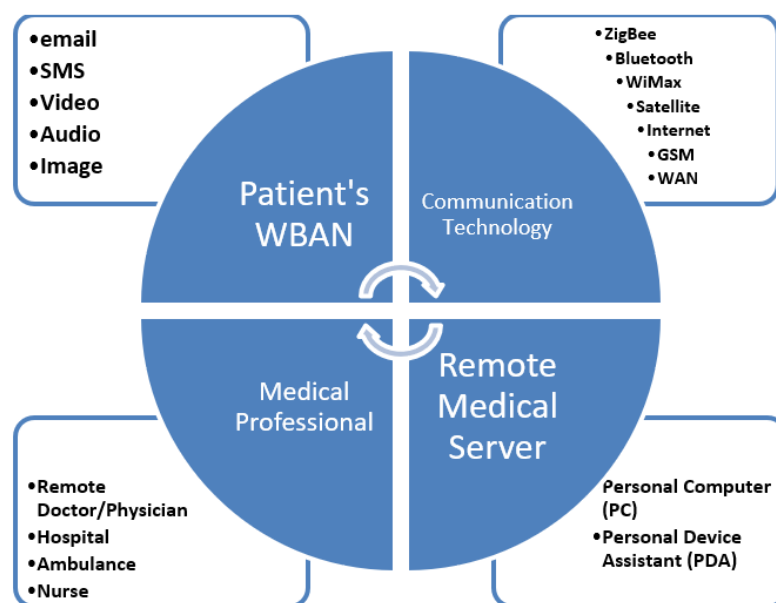 •email
•SMS
•Video
•Audio
•Image
•ZigBee
•Bluetooth
•WiMax
•Satellite
•Internet
•GSM
•WAN
Patient's
WBAN
Communication
Technology
Medical
Professional
Remote
Medical
Server
•Remote
Doctor/Physician
•Hospital
•Ambulance
•Nurse
Personal Computer
(PC)
•Personal Device
Assistant (PDA)